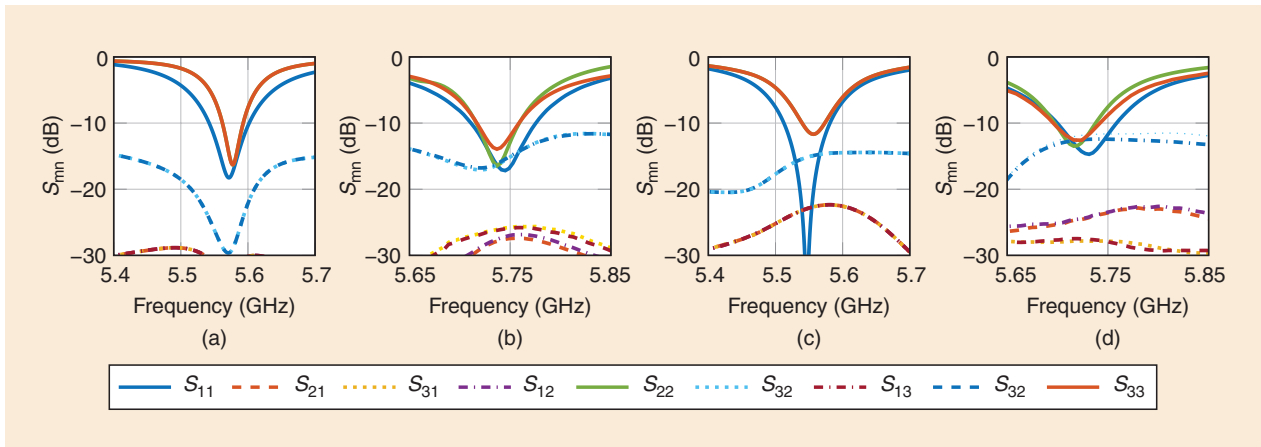 0
−10
−20
−30
S_mn (dB)
5.4 5.5 5.6 5.7
Frequency (GHz)
(a)
0
−10
−20
−30
S_mn (dB)
5.65 5.75 5.85
Frequency (GHz)
(b)
0
−10
−20
−30
S_mn (dB)
5.4 5.5 5.6 5.7
Frequency (GHz)
(c)
0
−10
−20
−30
S_mn (dB)
5.65 5.75 5.85
Frequency (GHz)
(d)
S11 S21 S31 S12 S22 S32 S13 S32 S33